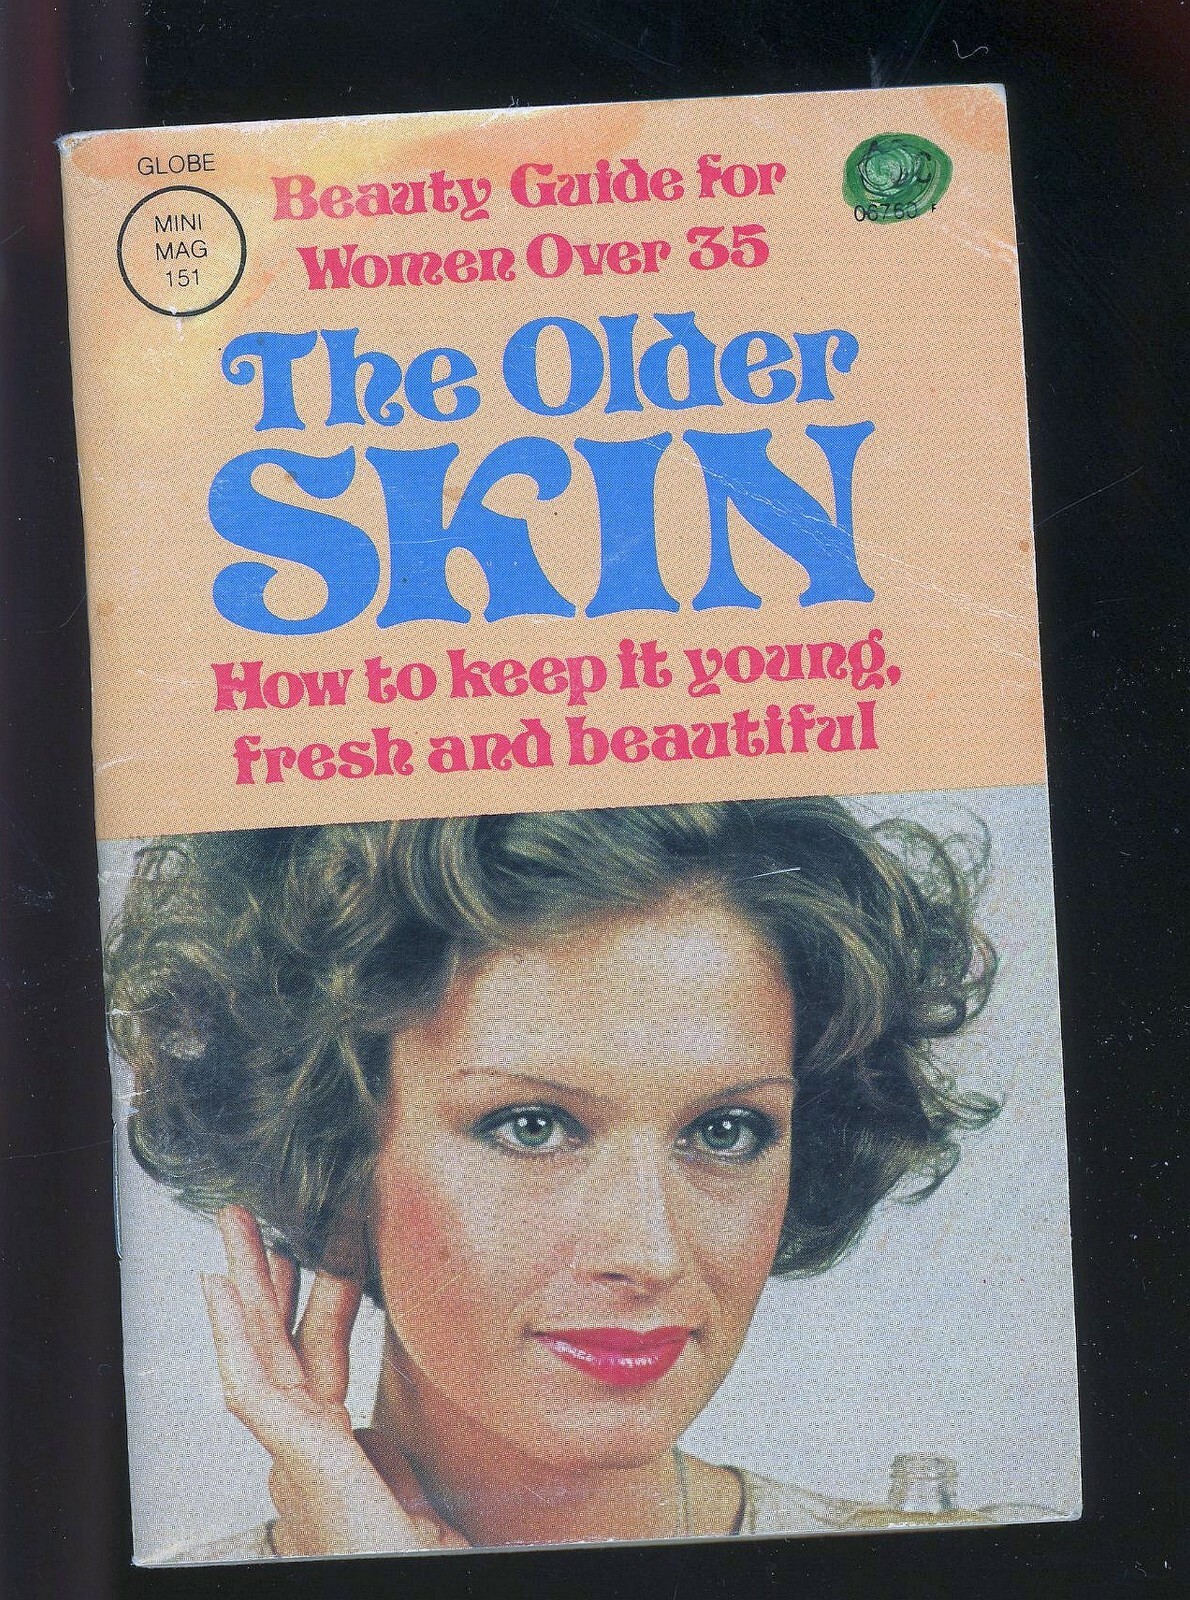 GLOBE
MINI
MAG
151
Beauty Guide for
Women Over 35
The Older
SKIN
How to keep it young,
fresh and beautiful